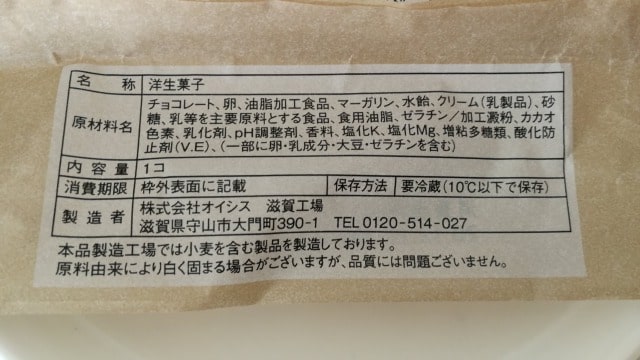 名称 洋生菓子
原材料名 チョコレート、卵、油脂加工食品、マーガリン、水飴、クリーム(乳製品)、砂
糖、乳等を主要原料とする食品、食用油脂、ゼラチン/加工澱粉、カカオ
色素、乳化剤、pH調整剤、香料、塩化K、塩化Mg、増粘多糖類、酸化防
止剤(V.E)、(一部に卵・乳成分・大豆・ゼラチンを含む)
内容量 1コ
消費期限 枠外表面に記載 保存方法 要冷蔵(10℃以下で保存)
製造者 株式会社オイシス 滋賀工場
滋賀県守山市大門町390-1 TEL0120-514-027
本品製造工場では小麦を含む製品を製造しております。
原料由来により白く固まる場合がございますが、品質には問題ございません。